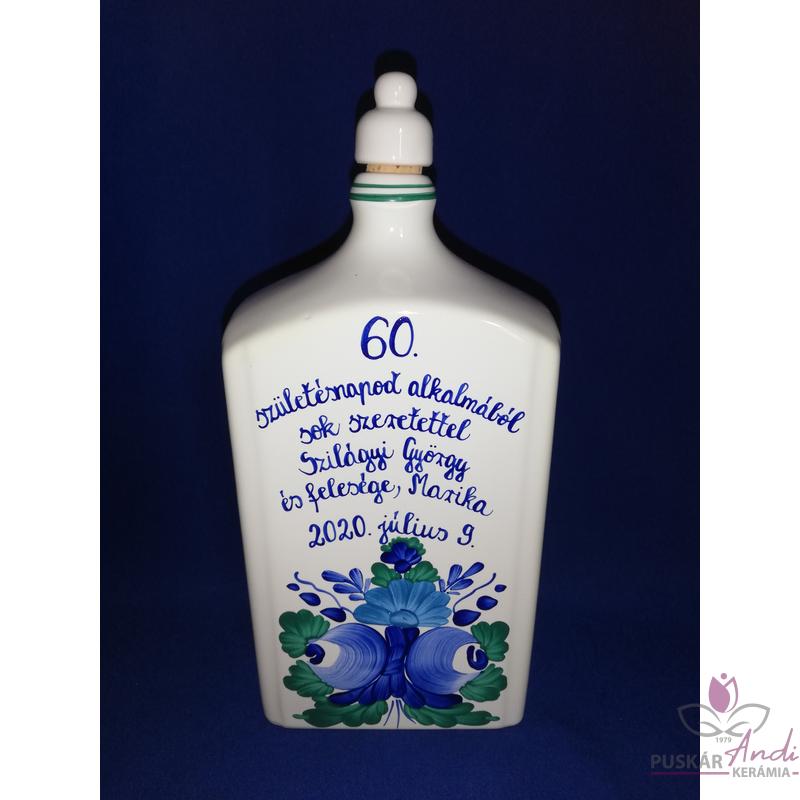 60.
születésnapod alkalmából
sok szeretettel
Szilágyi György
és felesége, Marika
2020. július 9.
1979
PUSKÁR Andi
KERÁMIA